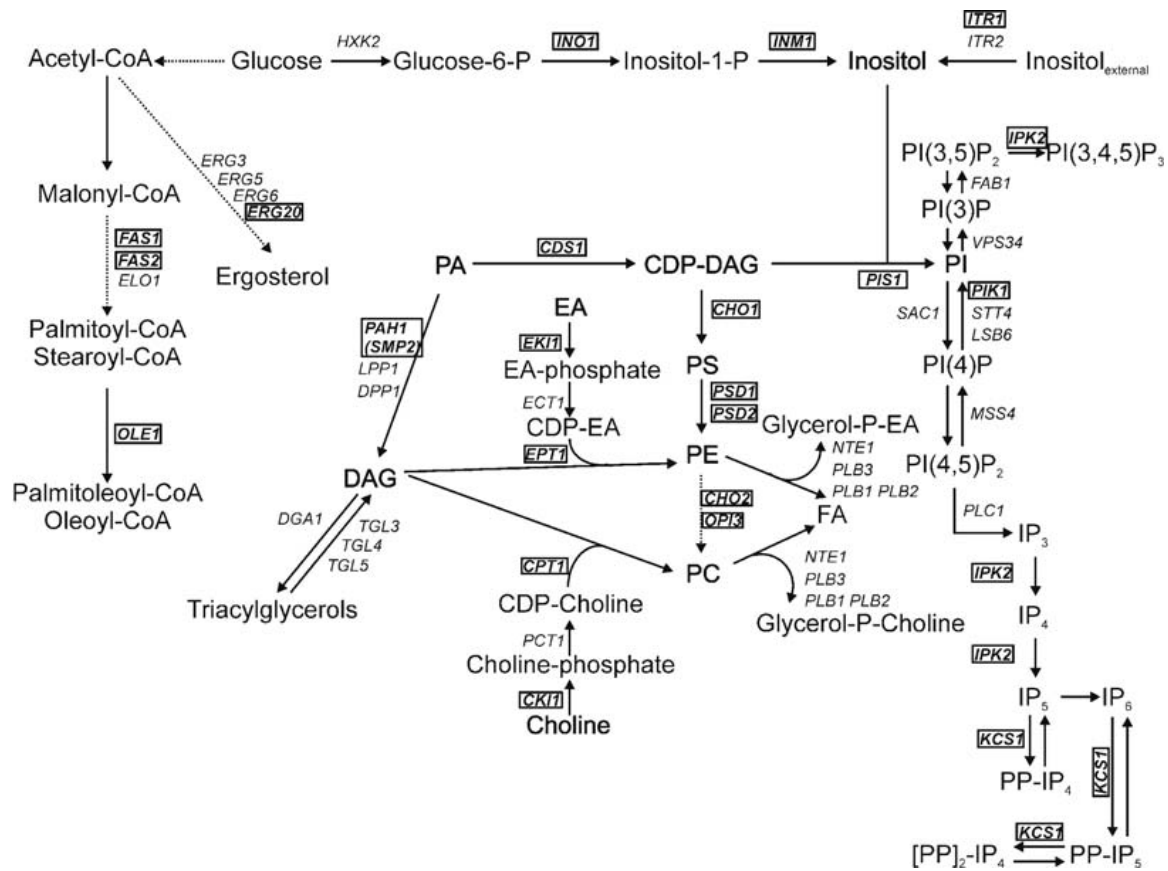 ITR1
HXK2 INO1 INM1 ITR2
Acetyl-CoA Glucose Glucose-6-P Inositol-1-P Inositol Inositol external
IPK2
PI(3,5)P2 PI(3,4,5)P3
ERG3
ERG5
ERG6
ERG20
FAB1
Malonyl-CoA
PI(3)P
FAS1
FAS2
ELO1
CDS1
VPS34
Ergosterol PA CDP-DAG PI
PIS1
PIK1
STT4
LSB6
SAC1
EA
CHO1
Palmitoyl-CoA
Stearoyl-CoA
PAH1
(SMP2)
LPP1
DPP1
EKI1
EA-phosphate PS PI(4)P
ECT1
PSD1
PSD2
MSS4
CDP-EA
Glycerol-P-EA
OLE1
EPT1
NTE1
PLB3
PLB1 PLB2
DAG PE PI(4,5)P2
Palmitoleoyl-CoA
Oleoyl-CoA
CHO2
OPI3
FA
PLC1
IP3
DGA1
TGL3
TGL4
TGL5
NTE1
PLB3
PLB1 PLB2
CPT1
PC
IPK2
Triacylglycerols CDP-Choline Glycerol-P-Choline IP4
PCT1
IPK2
Choline-phosphate
CKI1
IP5 IP6
Choline
KCS1
KCS1
PP-IP4
KCS1
[PP]2-IP4 PP-IP5